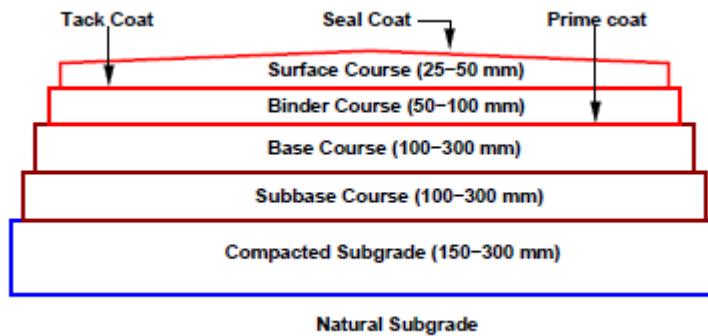 Tack Coat Seal Coat Prime coat
Surface Course (25-50 mm)
Binder Course (50-100 mm)
Base Course (100-300 mm)
Subbase Course (100-300 mm)
Compacted Subgrade (150-300 mm)
Natural Subgrade